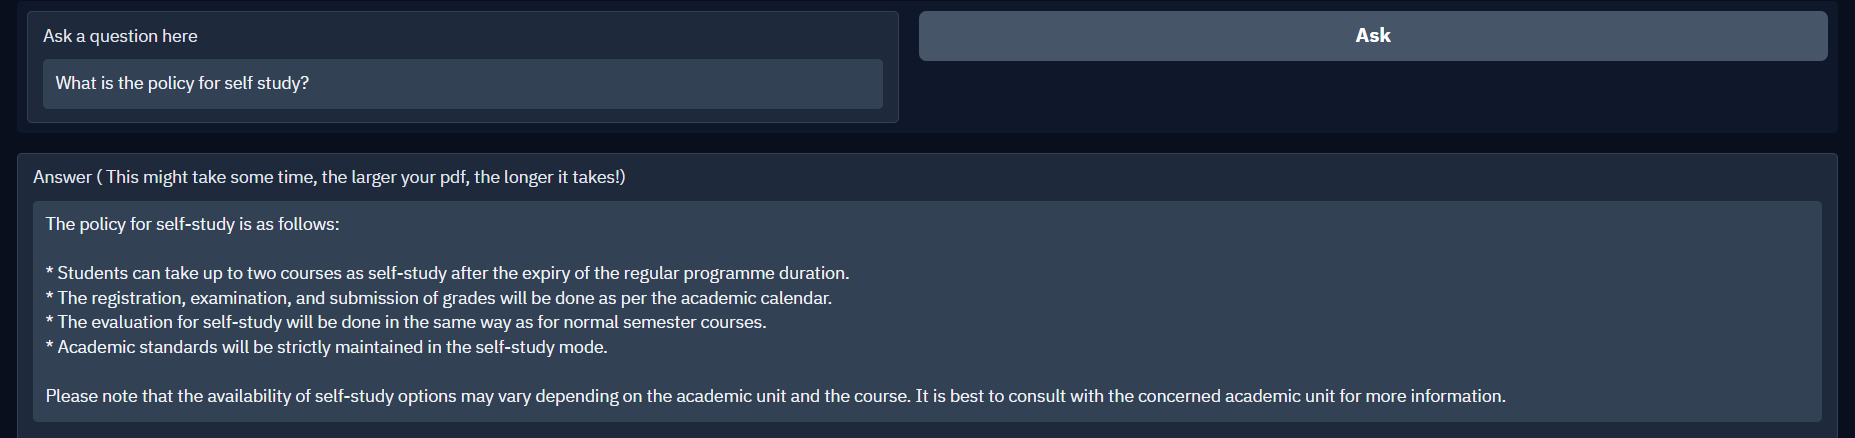 Ask a question here
Ask
What is the policy for self study?
Answer ( This might take some time, the larger your pdf, the longer it takes!)
The policy for self-study is as follows:
* Students can take up to two courses as self-study after the expiry of the regular programme duration.
* The registration, examination, and submission of grades will be done as per the academic calendar.
* The evaluation for self-study will be done in the same way as for normal semester courses.
* Academic standards will be strictly maintained in the self-study mode.
Please note that the availability of self-study options may vary depending on the academic unit and the course. It is best to consult with the concerned academic unit for more information.